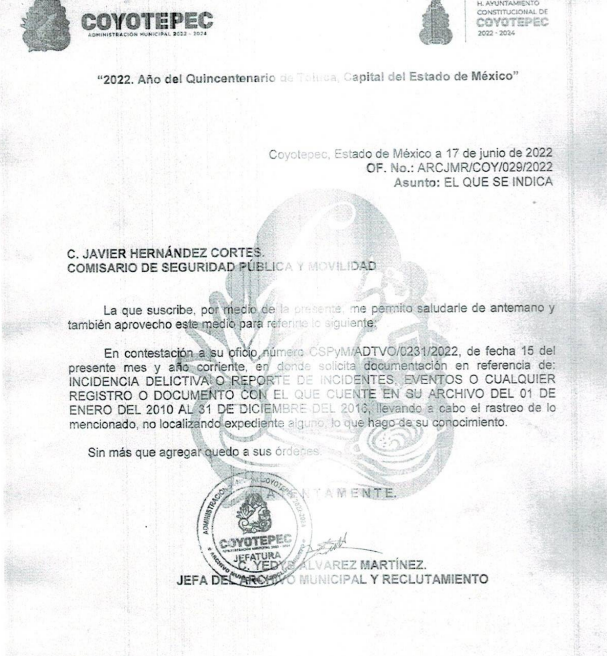 COYOTEPEC
ADMINISTRACIÓN MUNICIPAL 2022 - 2024
H. AYUNTAMIENTO
CONSTITUCIONAL DE
COYOTEPEC
2022 - 2024
"2022. Año del Quincentenario de Toluca, Capital del Estado de México"
Coyotepec, Estado de México a 17 de junio de 2022
OF. No.: ARCJMR/COY/029/2022
Asunto: EL QUE SE INDICA
C. JAVIER HERNÁNDEZ CORTES.
COMISARIO DE SEGURIDAD PÚBLICA Y MOVILIDAD
La que suscribe, por medio de la presente, me permito saludarle de antemano y
también aprovecho este medio para referirle lo siguiente:
En contestación a su oficio número CSPyM/ADTVO/0231/2022, de fecha 15 del
presente mes y año corriente, en donde solicita documentación en referencia de:
INCIDENCIA DELICTIVA O REPORTE DE INCIDENTES, EVENTOS O CUALQUIER
REGISTRO O DOCUMENTO CON EL QUE CUENTE EN SU ARCHIVO DEL 01 DE
ENERO DEL 2010 AL 31 DE DICIEMBRE DEL 2016, llevando a cabo el rastreo de lo
mencionado, no localizando expediente alguno, lo que hago de su conocimiento.
Sin más que agregar quedo a sus órdenes.
A NTAMENTE.
COYOTEPEC
JEFATURA
C. YEDID ALVAREZ MARTÍNEZ.
JEFA DEL ARCHIVO MUNICIPAL Y RECLUTAMIENTO